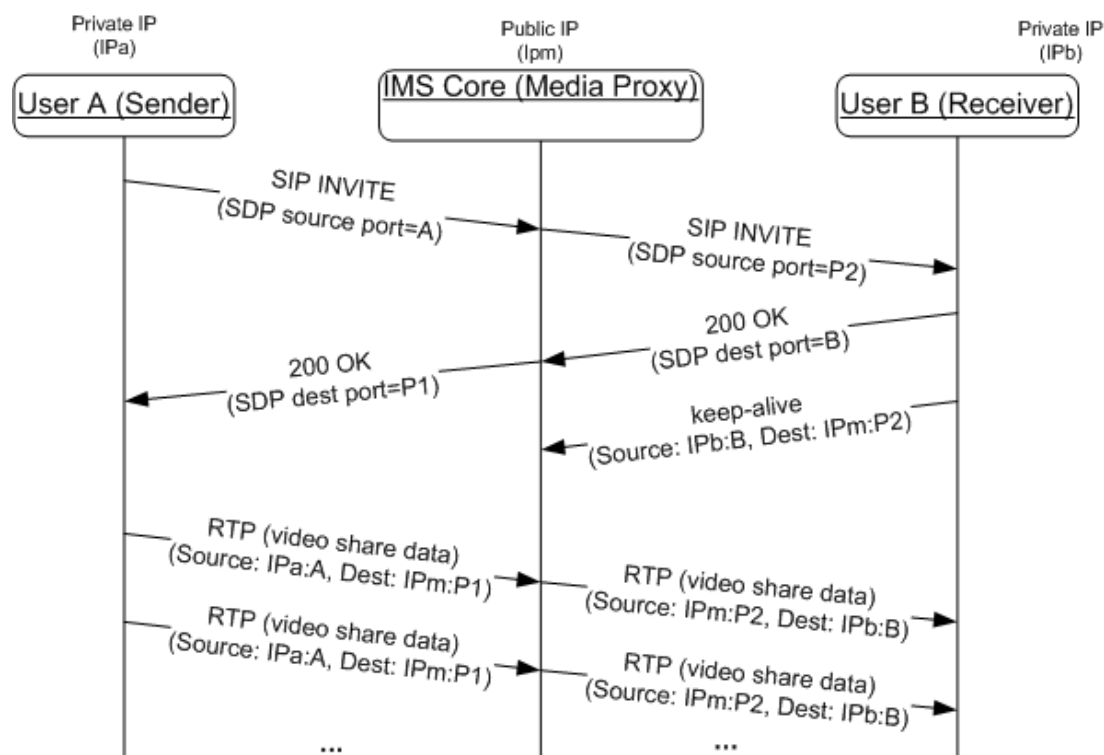 Private IP
(IPa)
Public IP
(Ipm)
Private IP
(IPb)
User A (Sender)
IMS Core (Media Proxy)
User B (Receiver)
SIP INVITE
(SDP source port=A)
SIP INVITE
(SDP source port=P2)
200 OK
(SDP dest port=B)
200 OK
(SDP dest port=P1)
keep-alive
(Source: IPb:B, Dest: IPm:P2)
RTP (video share data)
(Source: IPa:A, Dest: IPm:P1)
RTP (video share data)
(Source: IPm:P2, Dest: IPb:B)
RTP (video share data)
(Source: IPa:A, Dest: IPm:P1)
RTP (video share data)
(Source: IPm:P2, Dest: IPb:B)
...
...